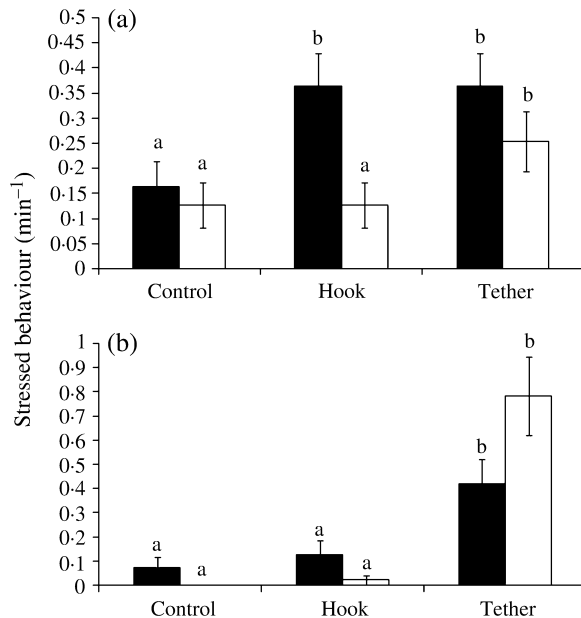 Stressed behaviour (min⁻¹)
(a)
0·5
0·45
0·4
0·35
0·3
0·25
0·2
0·15
0·1
0·05
0
a
a
b
a
b
b
Control
Hook
Tether
(b)
1
0·9
0·8
0·7
0·6
0·5
0·4
0·3
0·2
0·1
0
a
a
a
a
b
b
Control
Hook
Tether